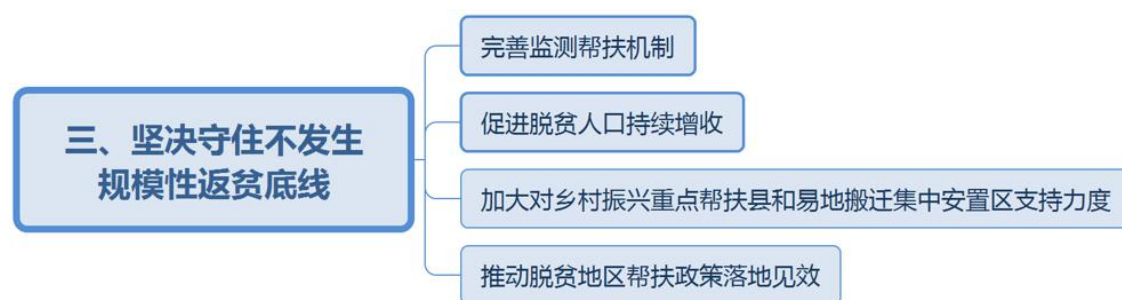 三、坚决守住不发生
规模性返贫底线
完善监测帮扶机制
促进脱贫人口持续增收
加大对乡村振兴重点帮扶县和易地搬迁集中安置区支持力度
推动脱贫地区帮扶政策落地见效